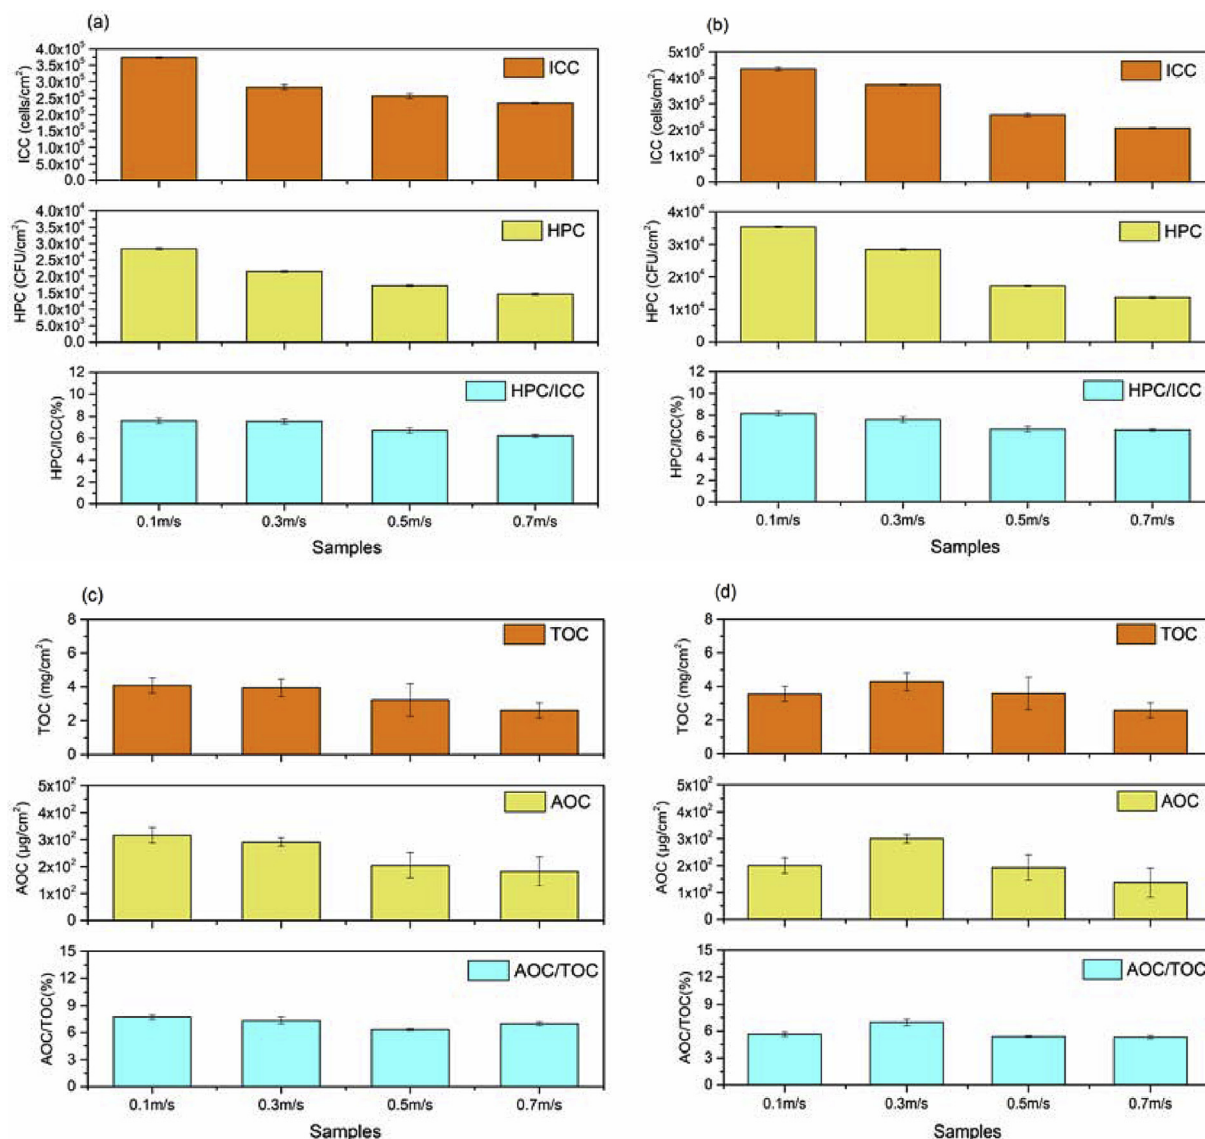 (a)
ICC (cells/cm²)
4.0x10⁵
3.5x10⁵
3.0x10⁵
2.5x10⁵
2.0x10⁵
1.5x10⁵
1.0x10⁵
5.0x10⁴
0.0
ICC
HPC (CFU/cm²)
4.0x10⁴
3.5x10⁴
3.0x10⁴
2.5x10⁴
2.0x10⁴
1.5x10⁴
1.0x10⁴
5.0x10³
0.0
HPC
HPC/ICC(%)
12
10
8
6
4
2
0
HPC/ICC
0.1m/s 0.3m/s 0.5m/s 0.7m/s
Samples
(b)
ICC (cells/cm²)
5x10⁵
4x10⁵
3x10⁵
2x10⁵
1x10⁵
0
ICC
HPC (CFU/cm²)
4x10⁴
3x10⁴
2x10⁴
1x10⁴
0
HPC
HPC/ICC(%)
12
10
8
6
4
2
0
HPC/ICC
0.1m/s 0.3m/s 0.5m/s 0.7m/s
Samples
(c)
TOC (mg/cm²)
8
6
4
2
0
TOC
AOC (µg/cm²)
5x10²
4x10²
3x10²
2x10²
1x10²
0
AOC
AOC/TOC(%)
15
12
9
6
3
0
AOC/TOC
0.1m/s 0.3m/s 0.5m/s 0.7m/s
Samples
(d)
TOC (mg/cm²)
8
6
4
2
0
TOC
AOC (µg/cm²)
5x10²
4x10²
3x10²
2x10²
1x10²
0
AOC
AOC/TOC(%)
15
12
9
6
3
0
AOC/TOC
0.1m/s 0.3m/s 0.5m/s 0.7m/s
Samples